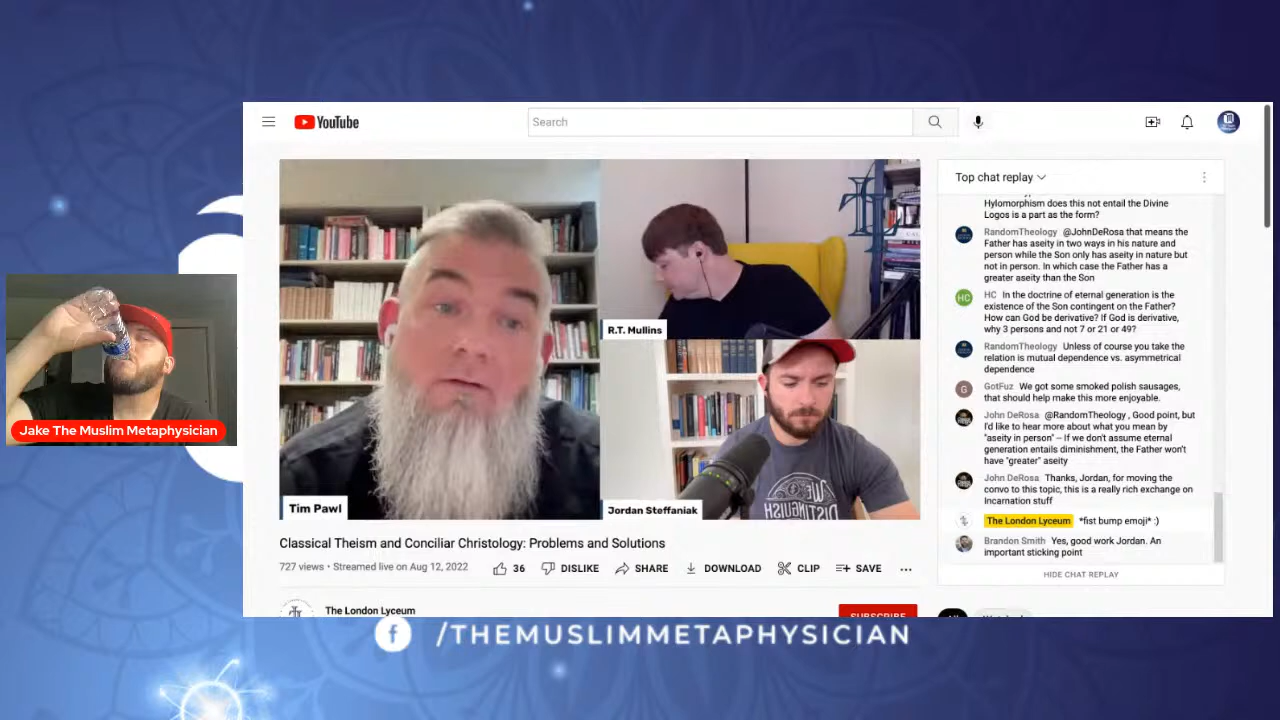 YouTube
Search
Top chat replay
Hylomorphism does this not entail the Divine
Logos is a part as the form?
RandomTheology @JohnDeRosa that means the
Father has aseity in two ways in his nature and
person while the Son only has aseity in nature but
not in person. In which case the Father has a
greater aseity than the Son
HC
HC In the doctrine of eternal generation is the
existence of the Son contingent on the Father?
How can God be derivative? If God is derivative,
why 3 persons and not 7 or 21 or 49?
RandomTheology Unless of course you take the
relation is mutual dependence vs. asymmetrical
dependence
G
GotFuz We got some smoked polish sausages,
that should help make this more enjoyable.
John DeRosa @RandomTheology , Good point, but
I'd like to hear more about what you mean by
"aseity in person" -- If we don't assume eternal
generation entails diminishment, the Father won't
have "greater" aseity
John DeRosa Thanks, Jordan, for moving the
convo to this topic, this is a really rich exchange on
Incarnation stuff
The London Lyceum *fist bump emoji* :)
Brandon Smith Yes, good work Jordan. An
important sticking point
HIDE CHAT REPLAY
R.T. Mullins
Tim Pawl
Jordan Steffaniak
WE
DISTINGUISH
Jake The Muslim Metaphysician
Classical Theism and Conciliar Christology: Problems and Solutions
727 views • Streamed live on Aug 12, 2022
36
DISLIKE
SHARE
DOWNLOAD
CLIP
SAVE
The London Lyceum
SUBSCRIBE
/THEMUSLIMMETAPHYSICIAN